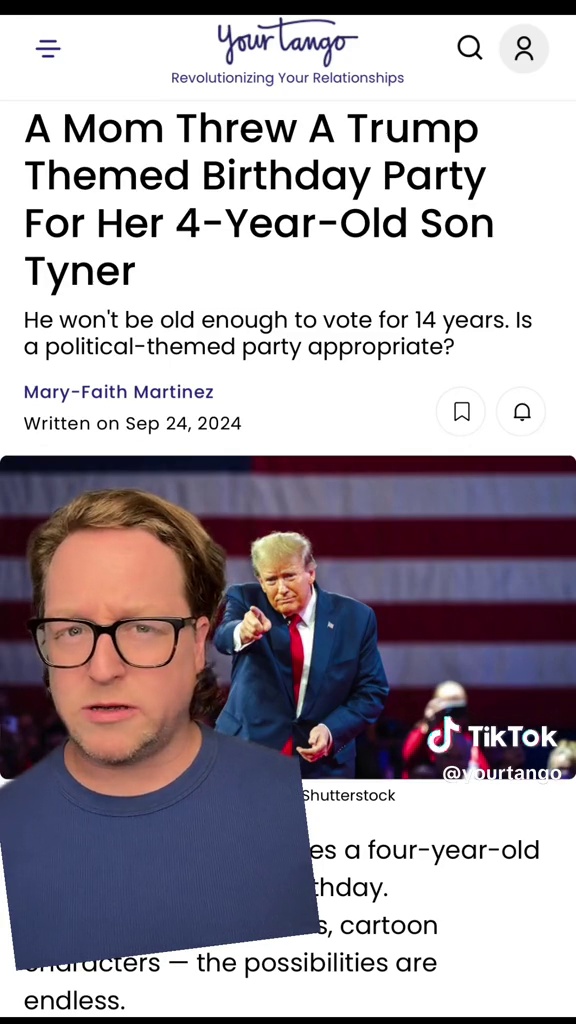 yourtango
Revolutionizing Your Relationships
A Mom Threw A Trump
Themed Birthday Party
For Her 4-Year-Old Son
Tyner
He won't be old enough to vote for 14 years. Is
a political-themed party appropriate?
Mary-Faith Martinez
Written on Sep 24, 2024
TikTok
@yourtango
Shutterstock
es a four-year-old
thday.
s, cartoon
characters — the possibilities are
endless.